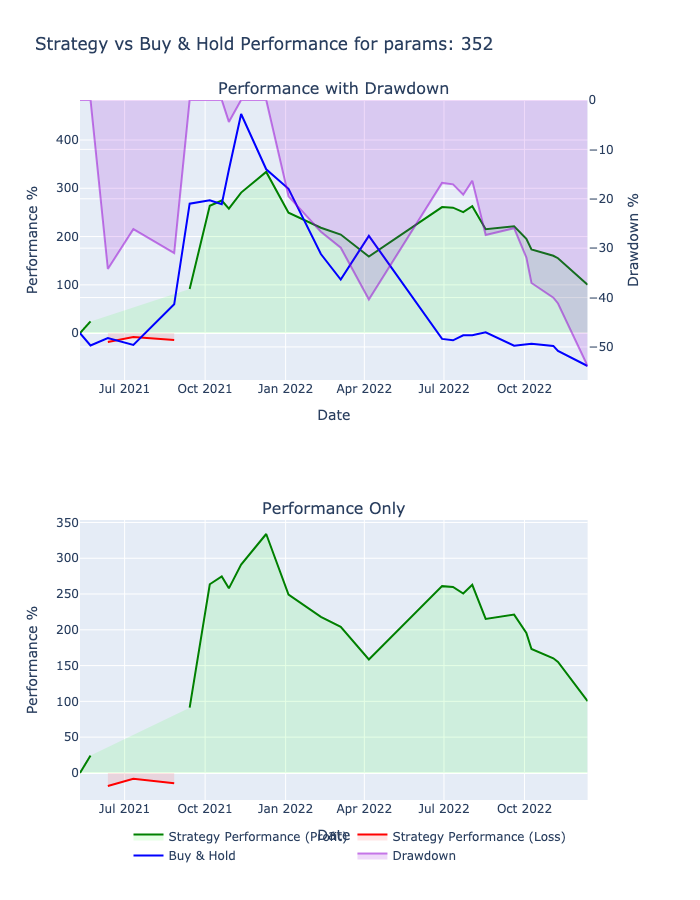 Strategy vs Buy & Hold Performance for params: 352
Performance with Drawdown
Performance %
400
300
200
100
0
0
−10
−20
−30
−40
−50
Drawdown %
Jul 2021
Oct 2021
Jan 2022
Apr 2022
Jul 2022
Oct 2022
Date
Performance Only
Performance %
350
300
250
200
150
100
50
0
Jul 2021
Oct 2021
Jan 2022
Apr 2022
Jul 2022
Oct 2022
Date
Strategy Performance (Profit)
Strategy Performance (Loss)
Buy & Hold
Drawdown